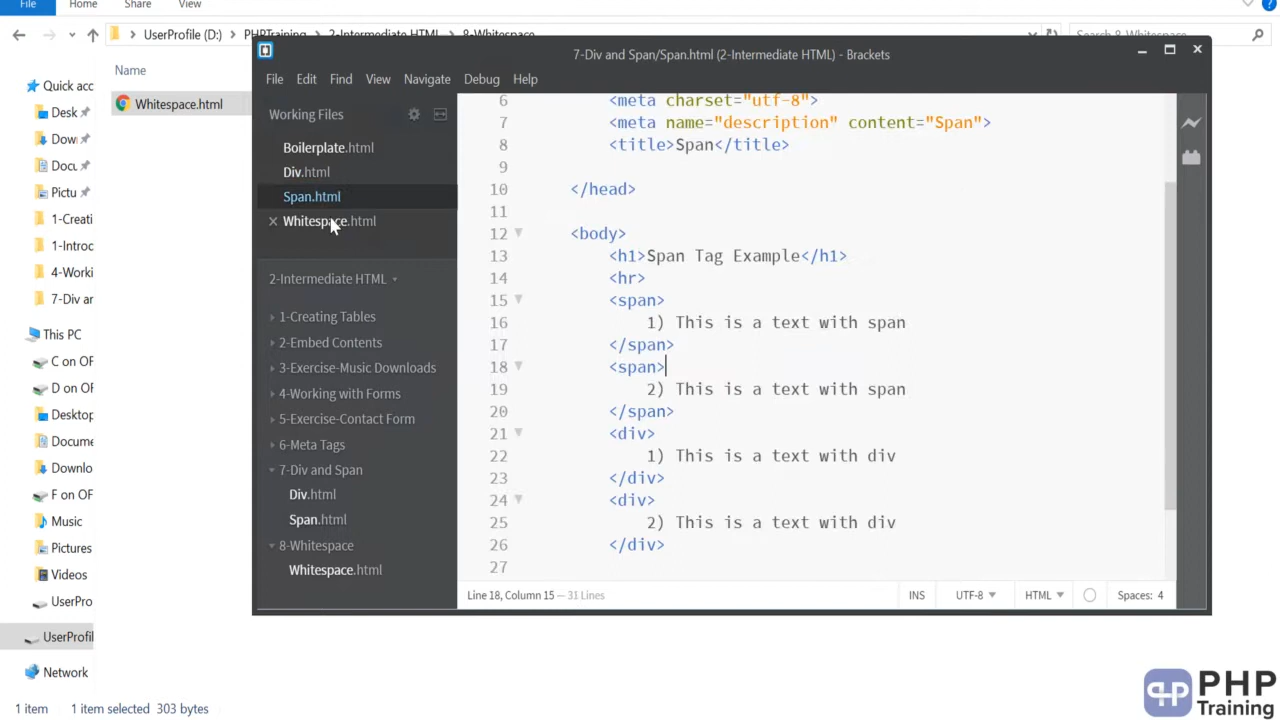 File Home Share View
UserProfile (D:) PHPTraining 2-Intermediate HTML 8-Whitespace
Search 8-Whitespace
Name
Whitespace.html
Quick acc
Desk
Dow
Docu
Pictu
1-Creati
1-Introc
4-Worki
7-Div ar
This PC
C on OF
D on OF
Desktop
Docume
Downlo
F on OF
Music
Pictures
Videos
UserPro
UserProfil
Network
1 item 1 item selected 303 bytes
7-Div and Span/Span.html (2-Intermediate HTML) - Brackets
File Edit Find View Navigate Debug Help
Working Files
Boilerplate.html
Div.html
Span.html
Whitespace.html
2-Intermediate HTML
1-Creating Tables
2-Embed Contents
3-Exercise-Music Downloads
4-Working with Forms
5-Exercise-Contact Form
6-Meta Tags
7-Div and Span
Div.html
Span.html
8-Whitespace
Whitespace.html
6 <meta charset="utf-8">
7 <meta name="description" content="Span">
8 <title>Span</title>
9
10 </head>
11
12 <body>
13 <h1>Span Tag Example</h1>
14 <hr>
15 <span>
16 1) This is a text with span
17 </span>
18 <span>
19 2) This is a text with span
20 </span>
21 <div>
22 1) This is a text with div
23 </div>
24 <div>
25 2) This is a text with div
26 </div>
27
Line 18, Column 15 — 31 Lines
INS UTF-8 HTML Spaces: 4
PHP
Training